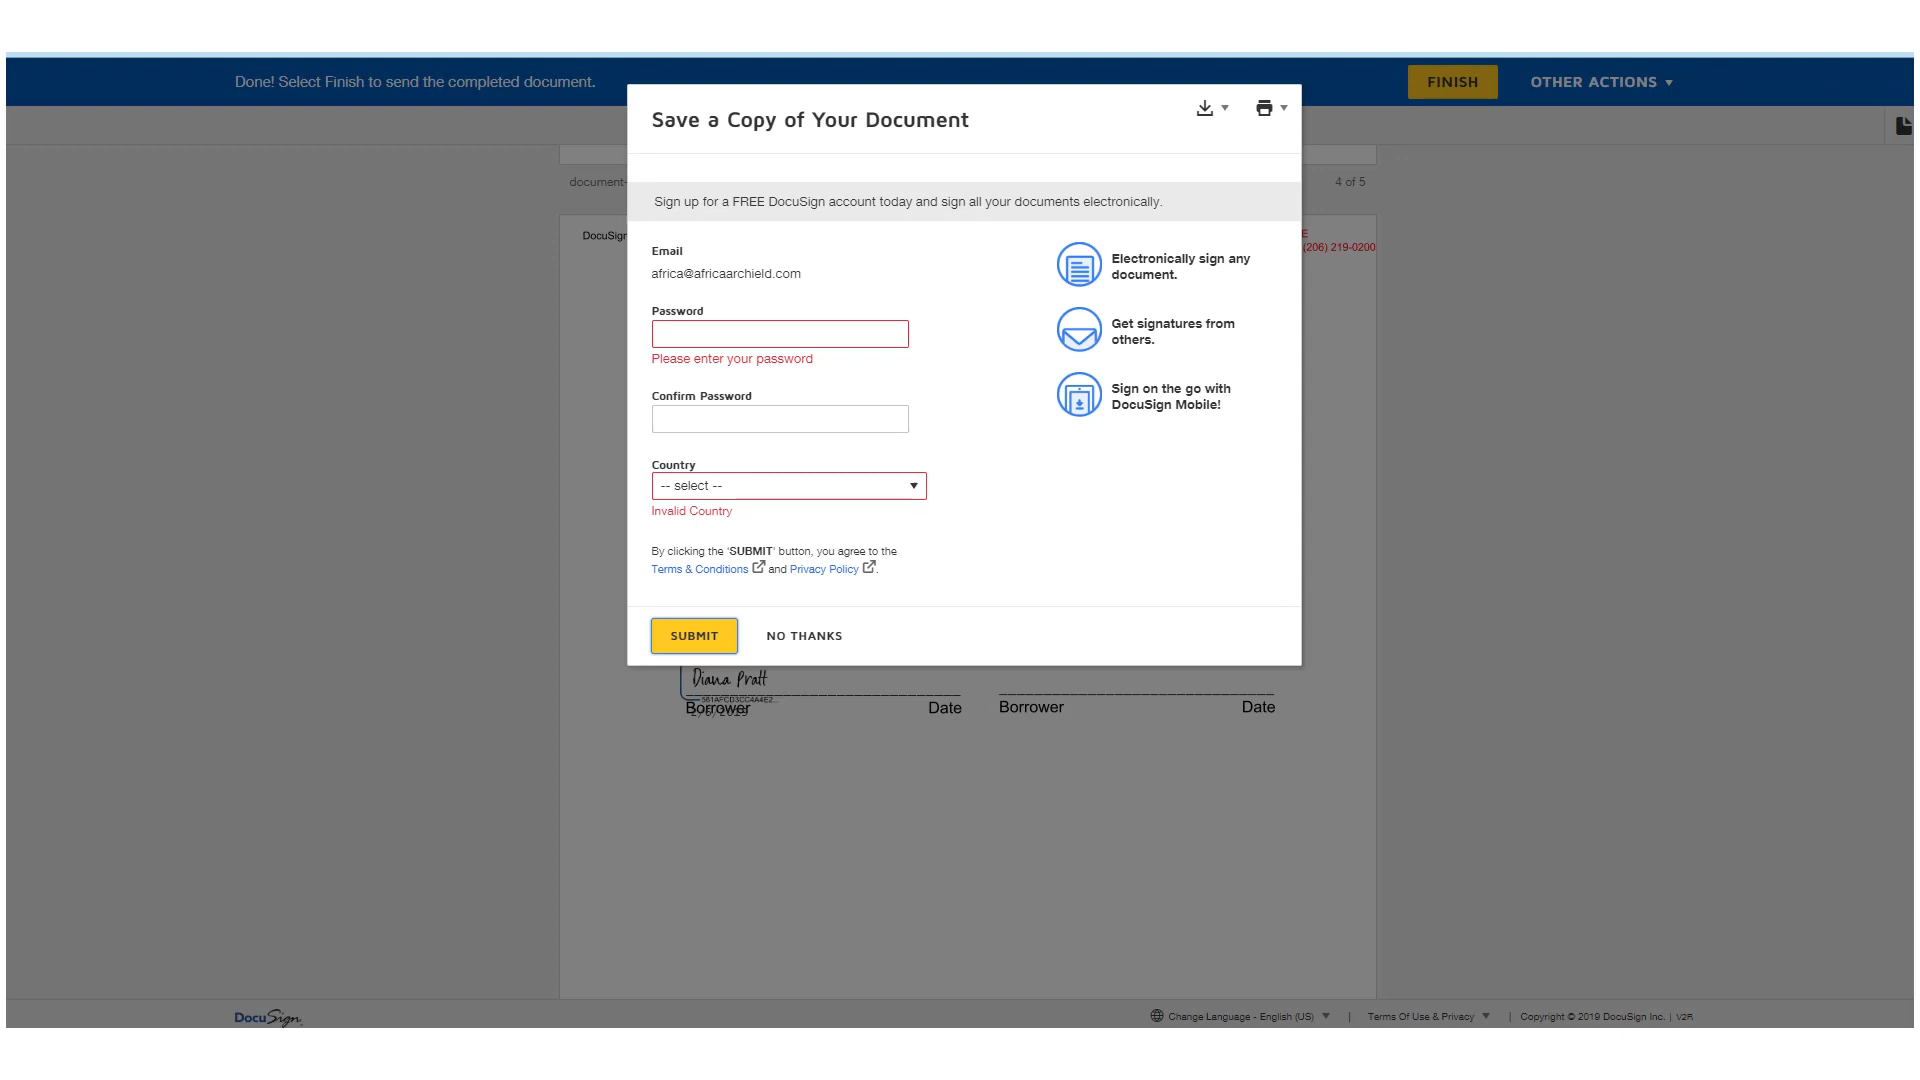 Done! Select Finish to send the completed document.
FINISH
OTHER ACTIONS
Save a Copy of Your Document
document-
4 of 5
Sign up for a FREE DocuSign account today and sign all your documents electronically.
DocuSign
E
(206) 219-0200
Email
africa@africaarchield.com
Password
Please enter your password
Confirm Password
Country
-- select --
Invalid Country
By clicking the 'SUBMIT' button, you agree to the
Terms & Conditions and Privacy Policy .
Electronically sign any
document.
Get signatures from
others.
Sign on the go with
DocuSign Mobile!
SUBMIT
NO THANKS
Diana Pratt
561AFCD3CC4A4E2...
Borrower Date Borrower Date
DocuSign
Change Language - English (US) | Terms Of Use & Privacy | Copyright © 2019 DocuSign Inc. | V2R